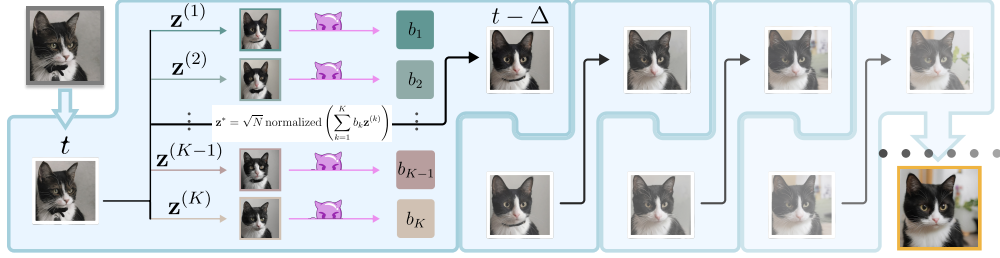 z^{(1)}
b_1
t − Δ
z^{(2)}
b_2
⋮
z* = √N normalized ( ∑_{k=1}^{K} b_k z^{(k)} )
⋮
t
z^{(K−1)}
b_{K−1}
z^{(K)}
b_K